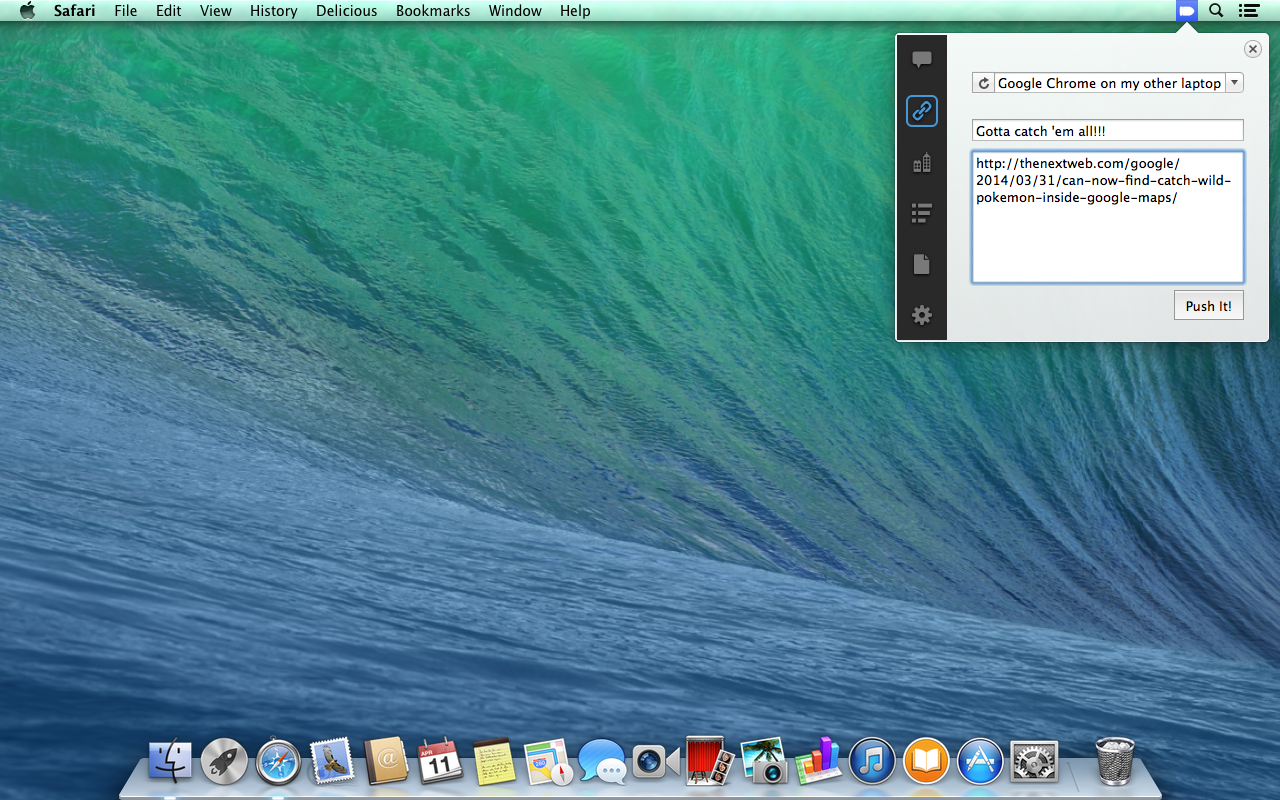 Safari File Edit View History Delicious Bookmarks Window Help
Google Chrome on my other laptop
Gotta catch 'em all!!!
http://thenextweb.com/google/
2014/03/31/can-now-find-catch-wild-
pokemon-inside-google-maps/
Push It!
APR
11
280